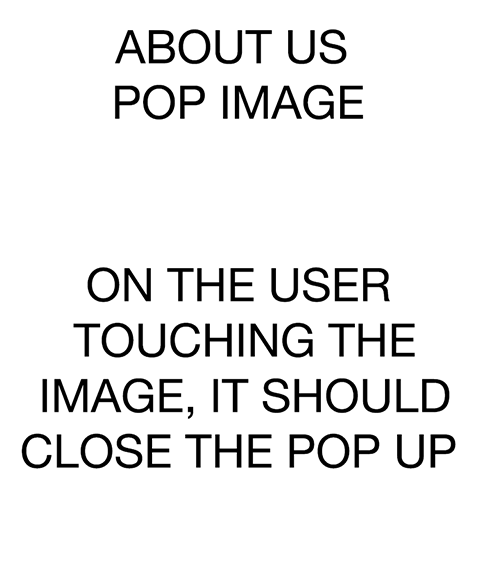 ABOUT US
POP IMAGE
ON THE USER
TOUCHING THE
IMAGE, IT SHOULD
CLOSE THE POP UP